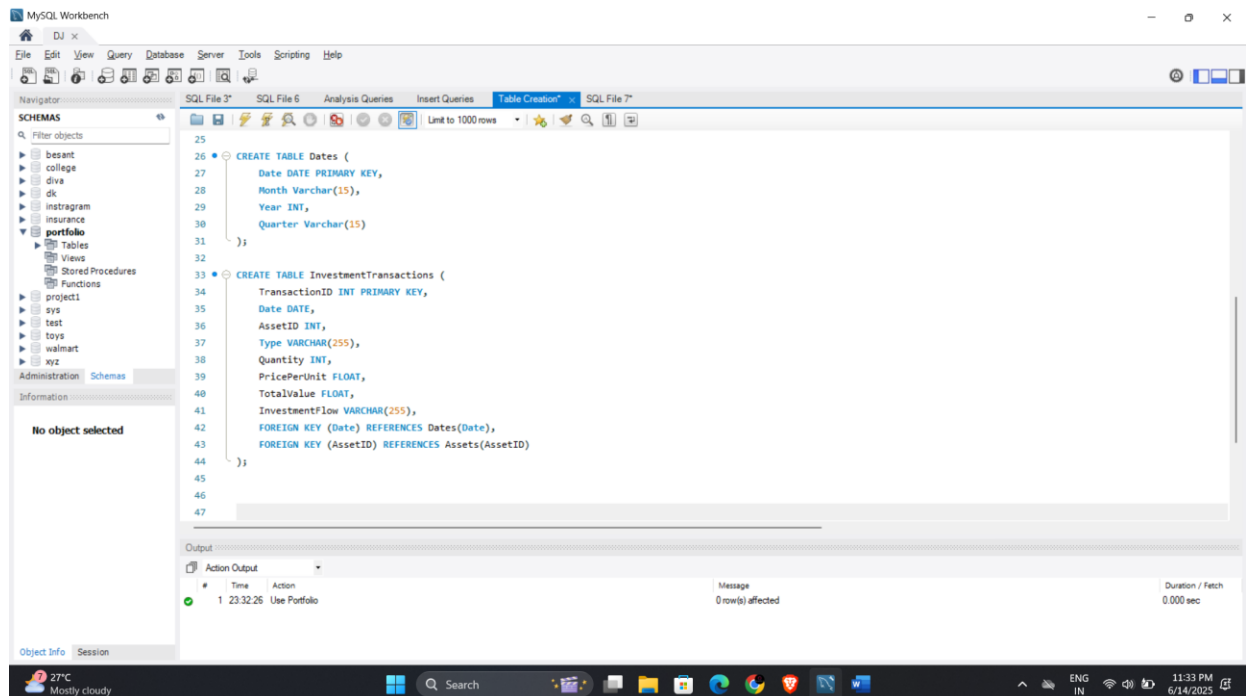 MySQL Workbench
DJ ×
File Edit View Query Database Server Tools Scripting Help
Navigator
SCHEMAS
Filter objects
besant
college
diva
dk
instragram
insurance
portfolio
Tables
Views
Stored Procedures
Functions
project1
sys
test
toys
walmart
xyz
Administration Schemas
Information
No object selected
Object Info Session
SQL File 3* SQL File 6 Analysis Queries Insert Queries Table Creation* × SQL File 7*
Limit to 1000 rows
25
26 CREATE TABLE Dates (
27 Date DATE PRIMARY KEY,
28 Month Varchar(15),
29 Year INT,
30 Quarter Varchar(15)
31 );
32
33 CREATE TABLE InvestmentTransactions (
34 TransactionID INT PRIMARY KEY,
35 Date DATE,
36 AssetID INT,
37 Type VARCHAR(255),
38 Quantity INT,
39 PricePerUnit FLOAT,
40 TotalValue FLOAT,
41 InvestmentFlow VARCHAR(255),
42 FOREIGN KEY (Date) REFERENCES Dates(Date),
43 FOREIGN KEY (AssetID) REFERENCES Assets(AssetID)
44 );
45
46
47
Output
Action Output
# Time Action Message Duration / Fetch
1 23:32:26 Use Portfolio 0 row(s) affected 0.000 sec
7 27°C
Mostly cloudy
Search
ENG
IN
11:33 PM
6/14/2025